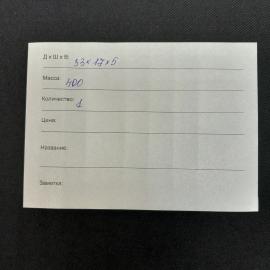 Д х Ш х В: 33 х 17 х 5
Масса: 400
Количество: 1
Цена:
Название:
Заметки: